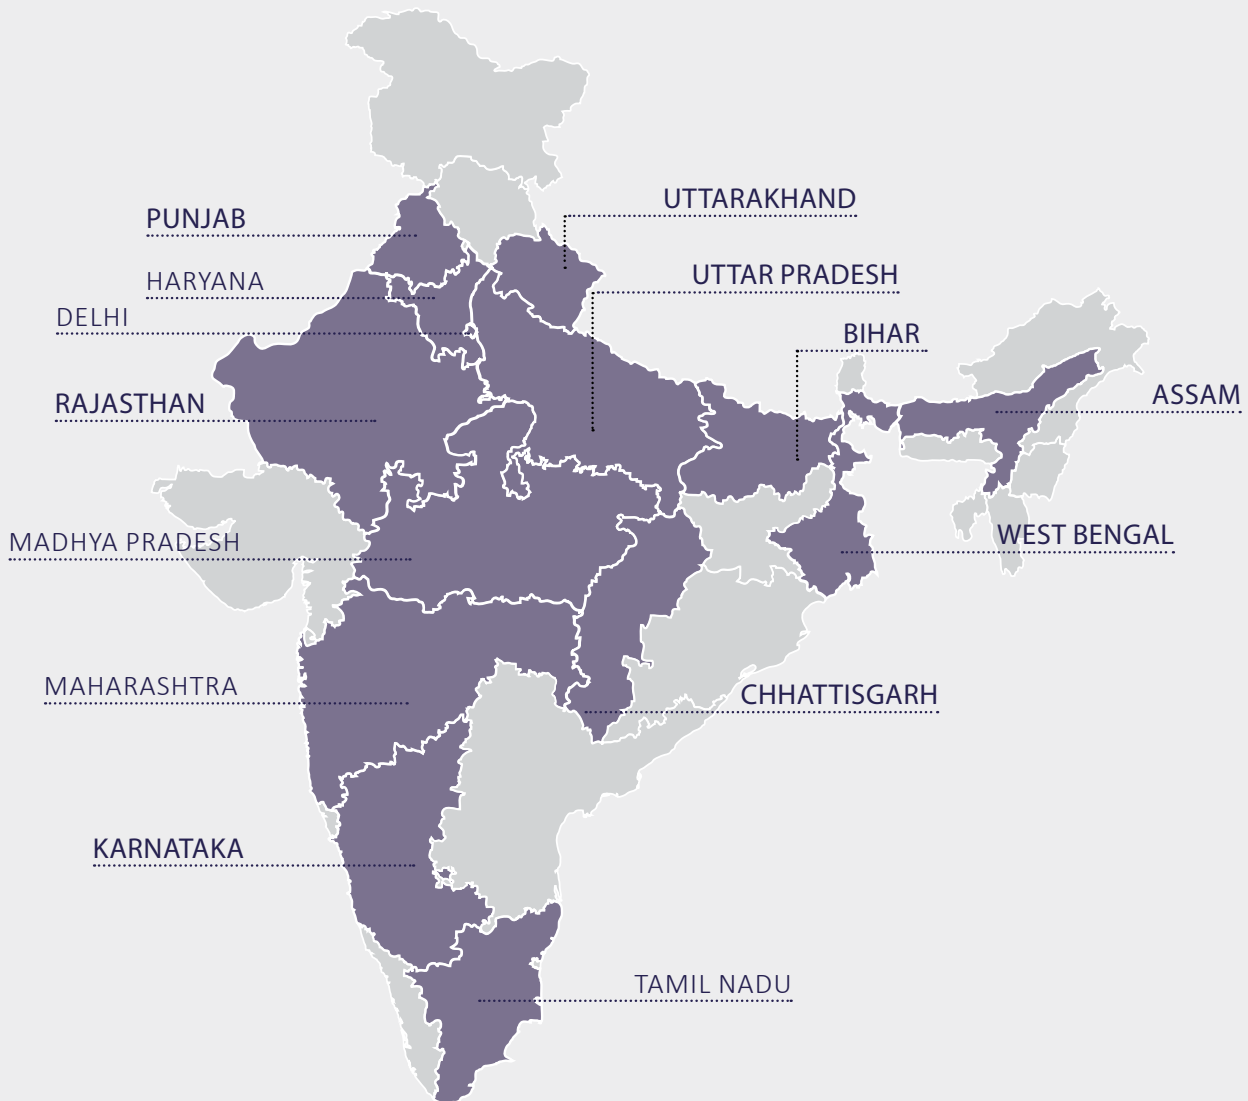 UTTARAKHAND
PUNJAB
UTTAR PRADESH
HARYANA
DELHI
BIHAR
ASSAM
RAJASTHAN
WEST BENGAL
MADHYA PRADESH
MAHARASHTRA
CHHATTISGARH
KARNATAKA
TAMIL NADU